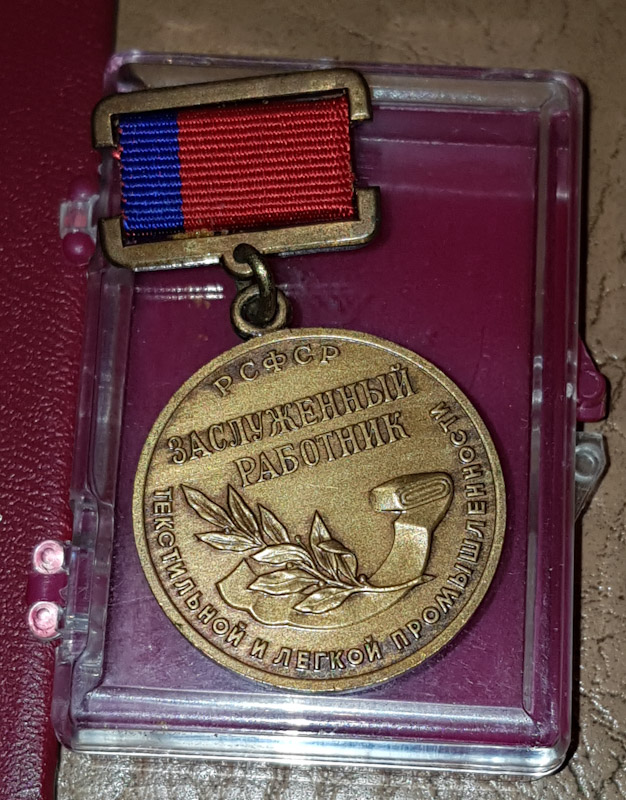 РСФСР
ЗАСЛУЖЕННЫЙ
РАБОТНИК
ТЕКСТИЛЬНОЙ И ЛЕГКОЙ ПРОМЫШЛЕННОСТИ